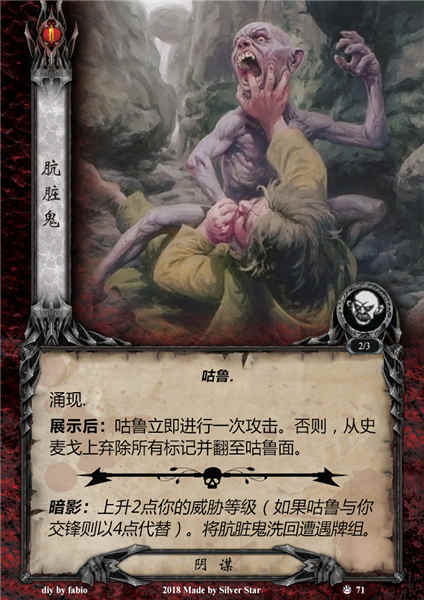 肮脏鬼
2/3
咕鲁.
涌现.
展示后：咕鲁立即进行一次攻击。否则，从史
麦戈上弃除所有标记并翻至咕鲁面。
暗影：上升2点你的威胁等级（如果咕鲁与你
交锋则以4点代替）。将肮脏鬼洗回遭遇牌组。
阴谋
diy by fabio
2018 Made by Silver Star
71